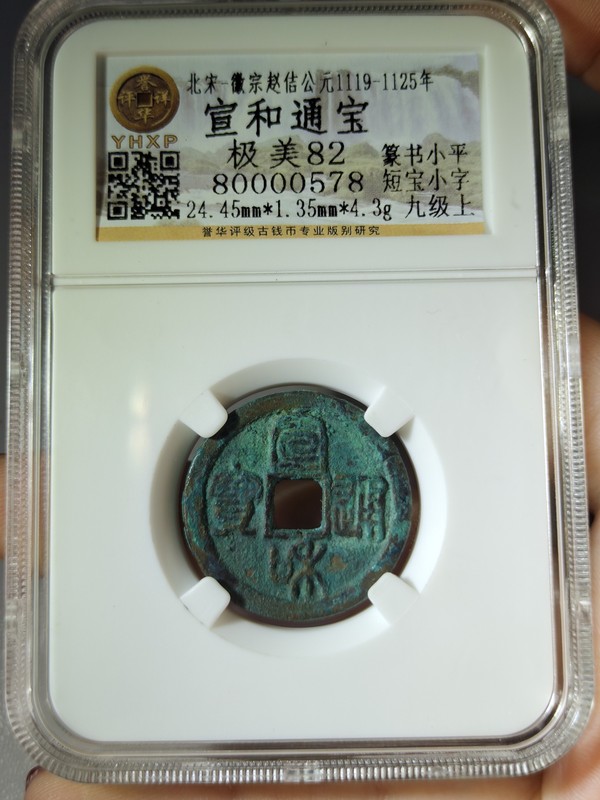 北宋-徽宗赵佶公元1119-1125年
宣和通宝
极美82 篆书小平
80000578 短宝小字
24.45mm*1.35mm*4.3g 九级上
誉华评级古钱币专业版别研究
YHXP
宣和通寳